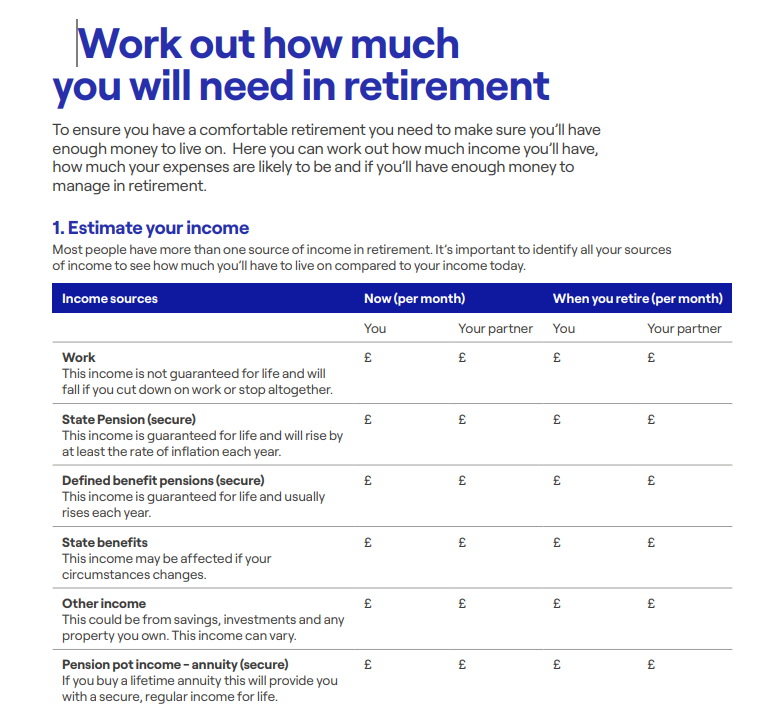 Work out how much
you will need in retirement
To ensure you have a comfortable retirement you need to make sure you'll have
enough money to live on.  Here you can work out how much income you'll have,
how much your expenses are likely to be and if you'll have enough money to
manage in retirement.
1. Estimate your income
Most people have more than one source of income in retirement. It's important to identify all your sources
of income to see how much you'll have to live on compared to your income today.
Income sources Now (per month) When you retire (per month)
You Your partner You Your partner
Work £ £ £ £
This income is not guaranteed for life and will
fall if you cut down on work or stop altogether.
State Pension (secure) £ £ £ £
This income is guaranteed for life and will rise by
at least the rate of inflation each year.
Defined benefit pensions (secure) £ £ £ £
This income is guaranteed for life and usually
rises each year.
State benefits £ £ £ £
This income may be affected if your
circumstances changes.
Other income £ £ £ £
This could be from savings, investments and any
property you own. This income can vary.
Pension pot income – annuity (secure) £ £ £ £
If you buy a lifetime annuity this will provide you
with a secure, regular income for life.